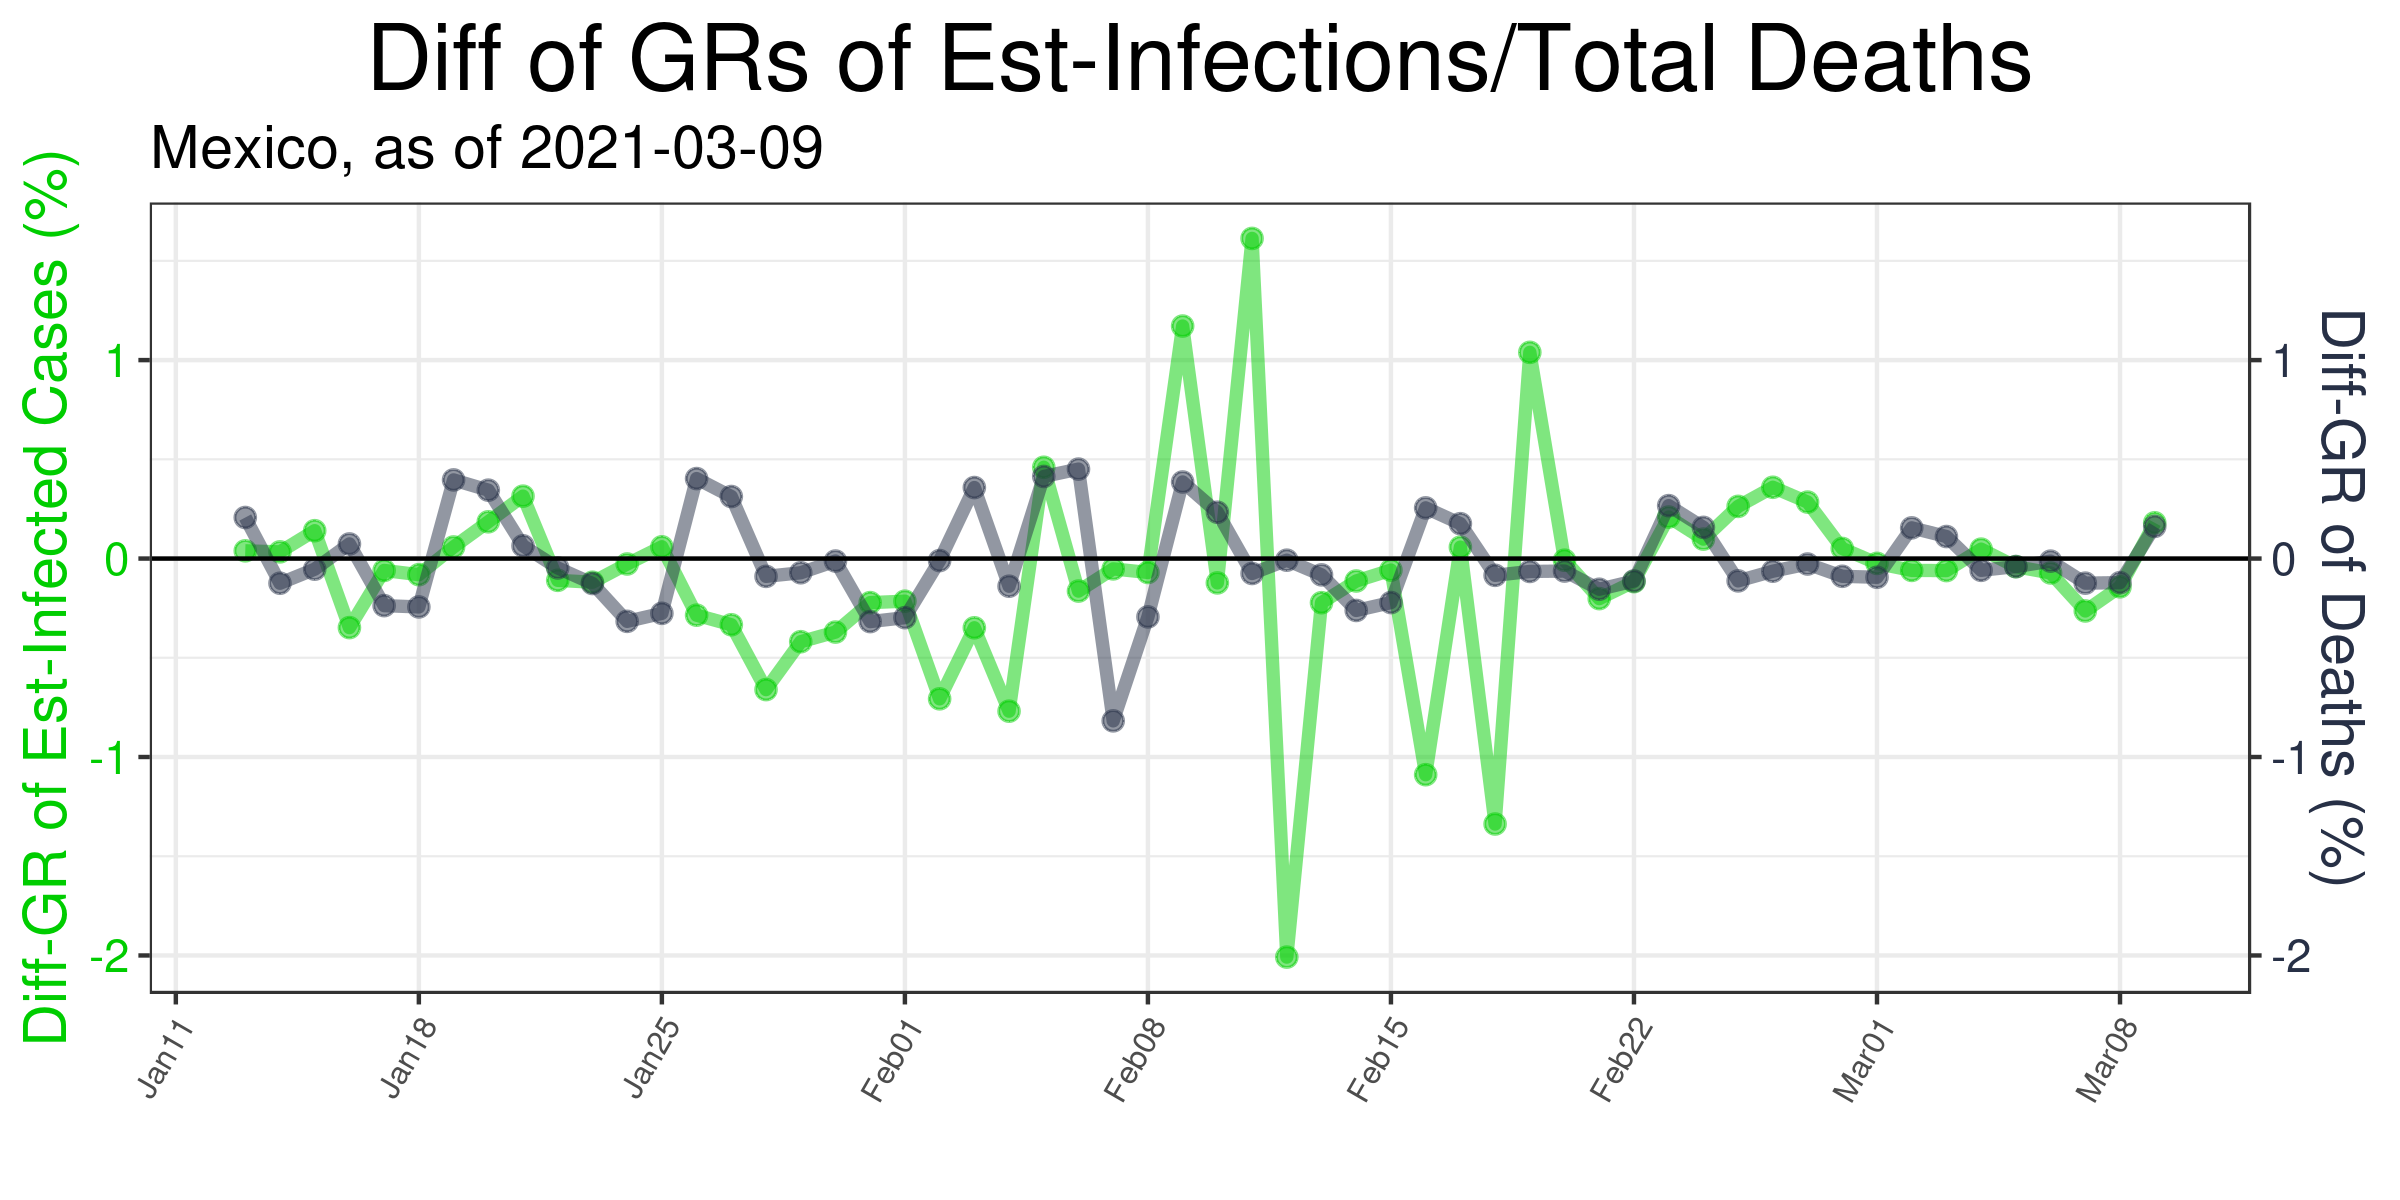 Diff of GRs of Est-Infections/Total Deaths
Mexico, as of 2021-03-09
Diff-GR of Est-Infected Cases (%)
1
0
-1
-2
1
0
-1
-2
Diff-GR of Deaths (%)
Jan11
Jan18
Jan25
Feb01
Feb08
Feb15
Feb22
Mar01
Mar08